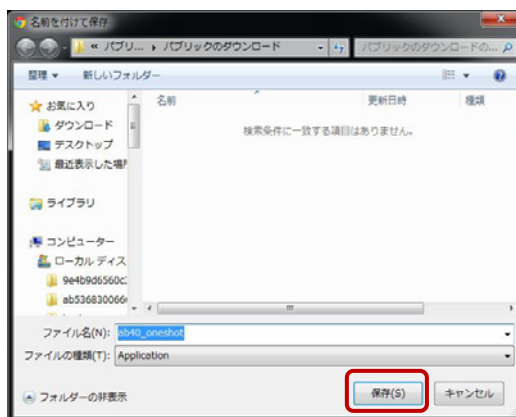 名前を付けて保存
« パブリ... ▸ パブリックのダウンロード
パブリックのダウンロードの...
整理 ▾ 新しいフォルダー
お気に入り
ダウンロード
デスクトップ
最近表示した場所
ライブラリ
コンピューター
ローカル ディス
9e4b9d6560c
ab536830066
名前 更新日時 種類
検索条件に一致する項目はありません。
ファイル名(N): ab40_oneshot
ファイルの種類(T): Application
フォルダーの非表示
保存(S)
キャンセル